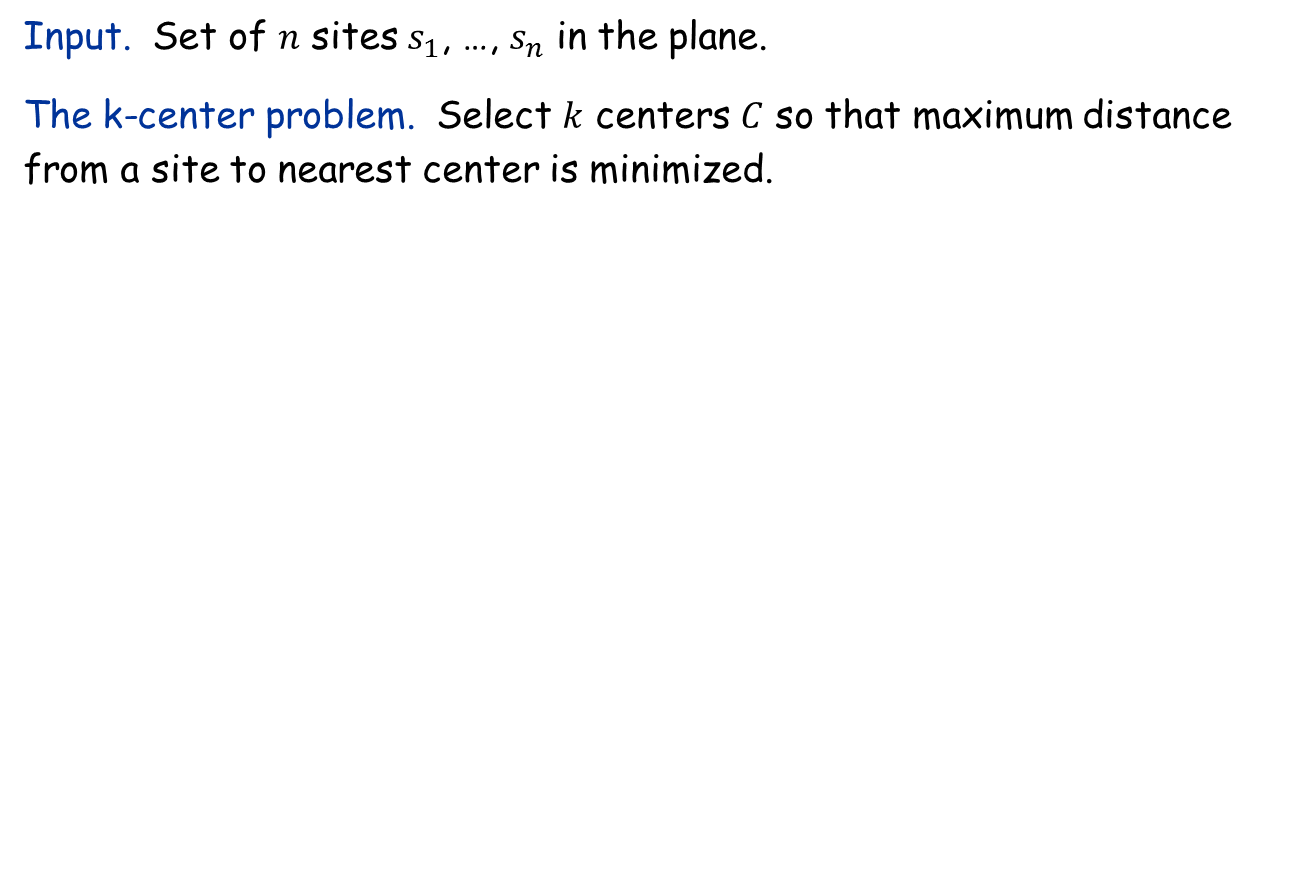 Input. Set of n sites s₁, …, sₙ in the plane.
The k-center problem. Select k centers C so that maximum distance
from a site to nearest center is minimized.